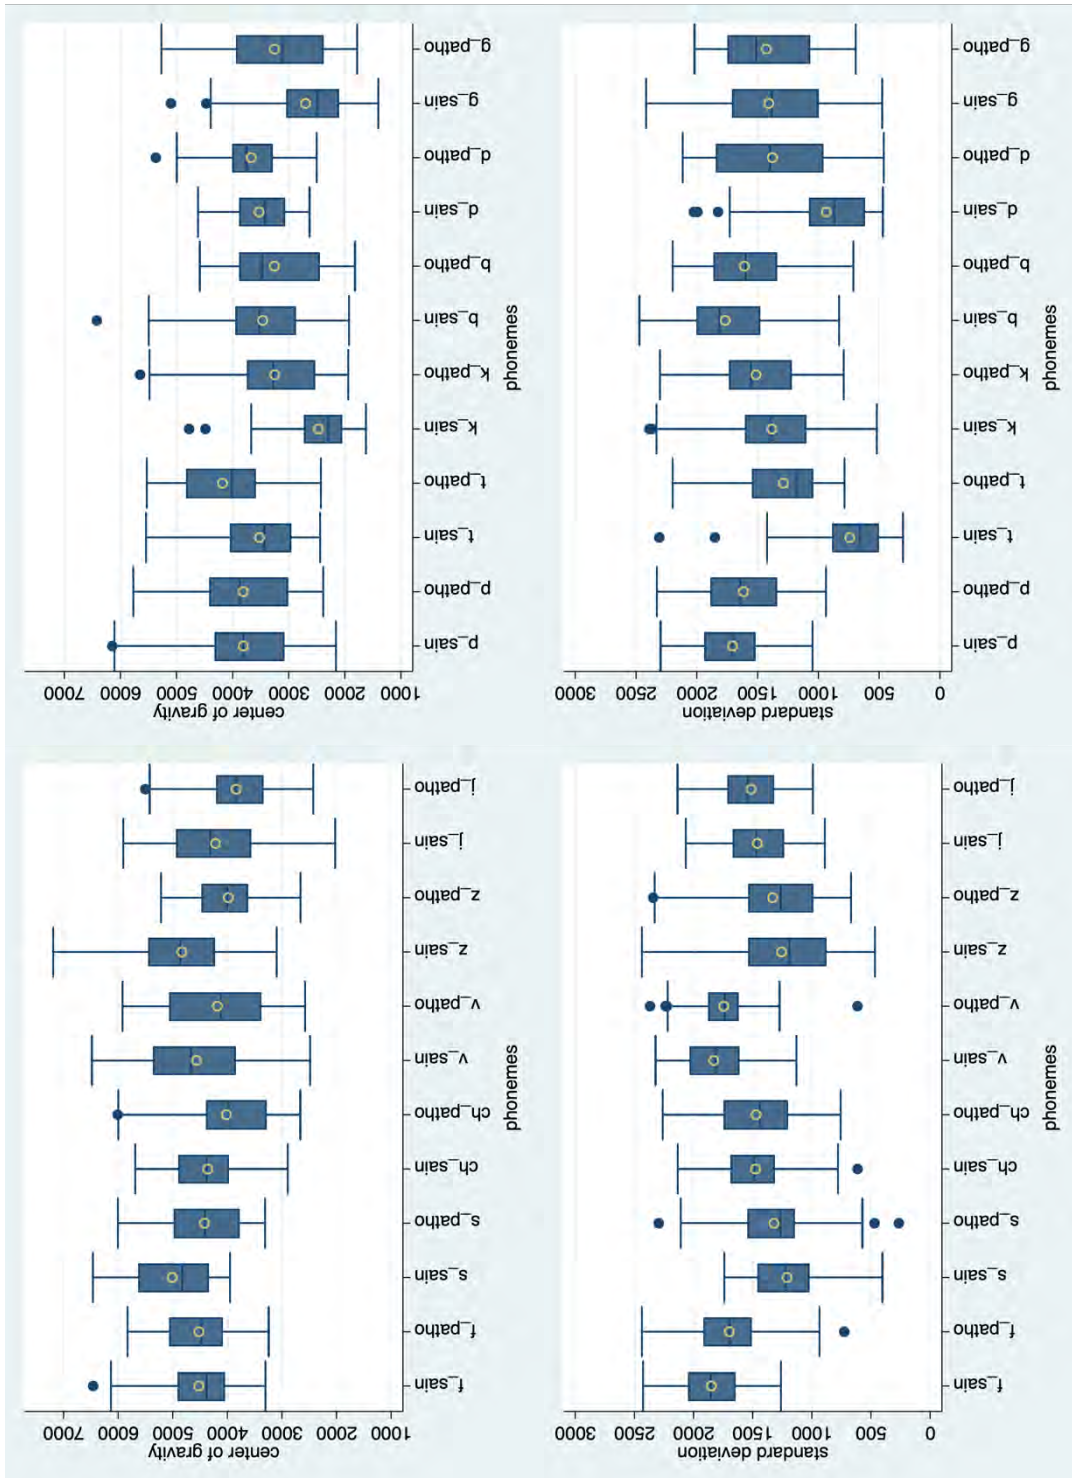 standard deviation
0 500 1000 1500 2000 2500 3000
f_sain
f_patho
s_sain
s_patho
ch_sain
ch_patho
v_sain
v_patho
z_sain
z_patho
j_sain
j_patho
phonemes
center of gravity
1000 2000 3000 4000 5000 6000 7000
f_sain
f_patho
s_sain
s_patho
ch_sain
ch_patho
v_sain
v_patho
z_sain
z_patho
j_sain
j_patho
phonemes
standard deviation
0 500 1000 1500 2000 2500 3000
p_sain
p_patho
t_sain
t_patho
k_sain
k_patho
b_sain
b_patho
d_sain
d_patho
g_sain
g_patho
phonemes
center of gravity
1000 2000 3000 4000 5000 6000 7000
p_sain
p_patho
t_sain
t_patho
k_sain
k_patho
b_sain
b_patho
d_sain
d_patho
g_sain
g_patho
phonemes